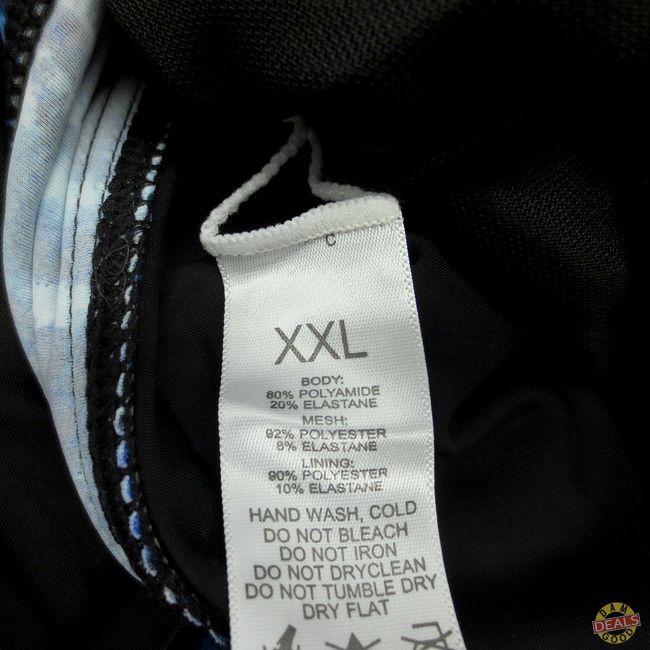 C
XXL
BODY:
80% POLYAMIDE
20% ELASTANE
MESH:
92% POLYESTER
8% ELASTANE
LINING:
90% POLYESTER
10% ELASTANE
HAND WASH, COLD
DO NOT BLEACH
DO NOT IRON
DO NOT DRYCLEAN
DO NOT TUMBLE DRY
DRY FLAT
DAM
DEALS
GOOD